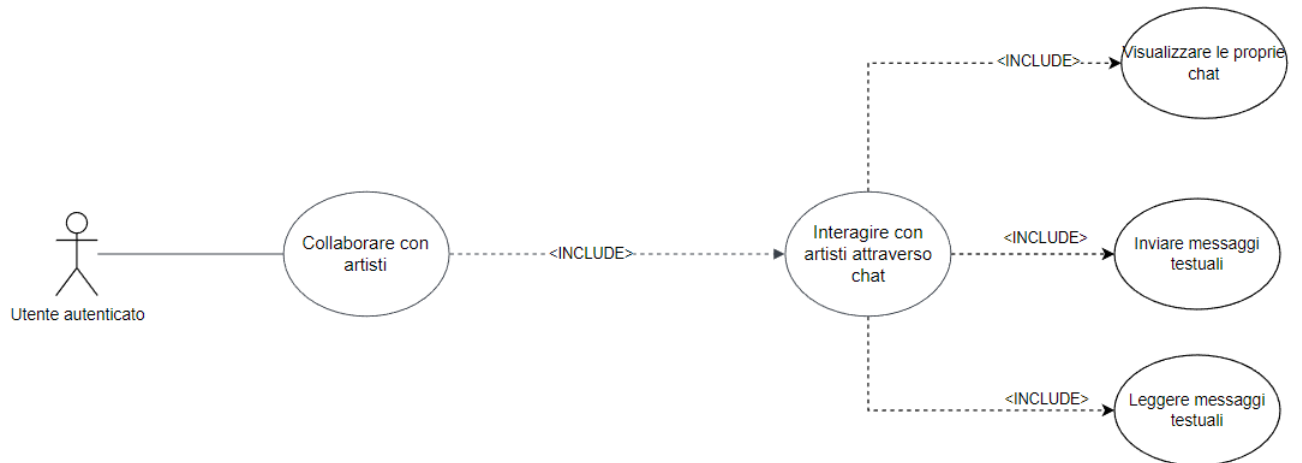 <INCLUDE>
Visualizzare le proprie
chat
Utente autenticato
Collaborare con
artisti
<INCLUDE>
Interagire con
artisti attraverso
chat
<INCLUDE>
Inviare messaggi
testuali
<INCLUDE>
Leggere messaggi
testuali